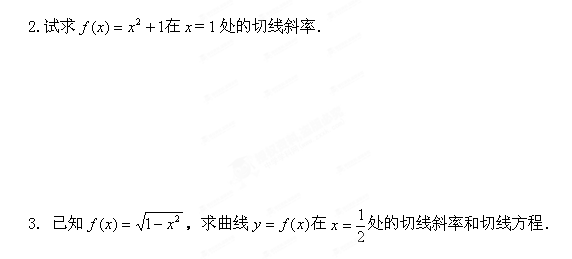 2.试求 f(x) = x² + 1在 x = 1 处的切线斜率.
3. 已知 f(x) = √(1 − x²) , 求曲线 y = f(x)在 x = 1/2 处的切线斜率和切线方程.